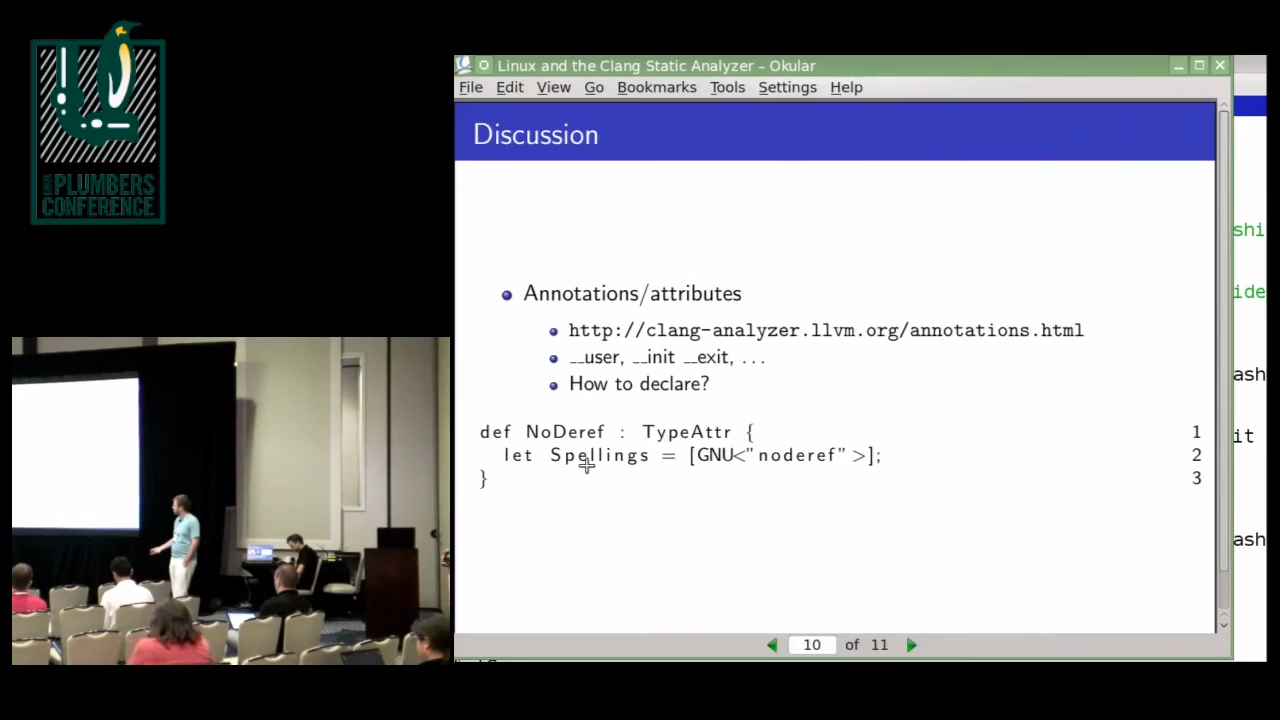 LINUX
PLUMBERS
CONFERENCE
Linux and the Clang Static Analyzer – Okular
File Edit View Go Bookmarks Tools Settings Help
Discussion
Annotations/attributes
http://clang-analyzer.llvm.org/annotations.html
__user, __init __exit, ...
How to declare?
def NoDeref : TypeAttr { 1
let Spellings = [GNU<"noderef">]; 2
} 3
10 of 11
shi
ide
ash
it
ash